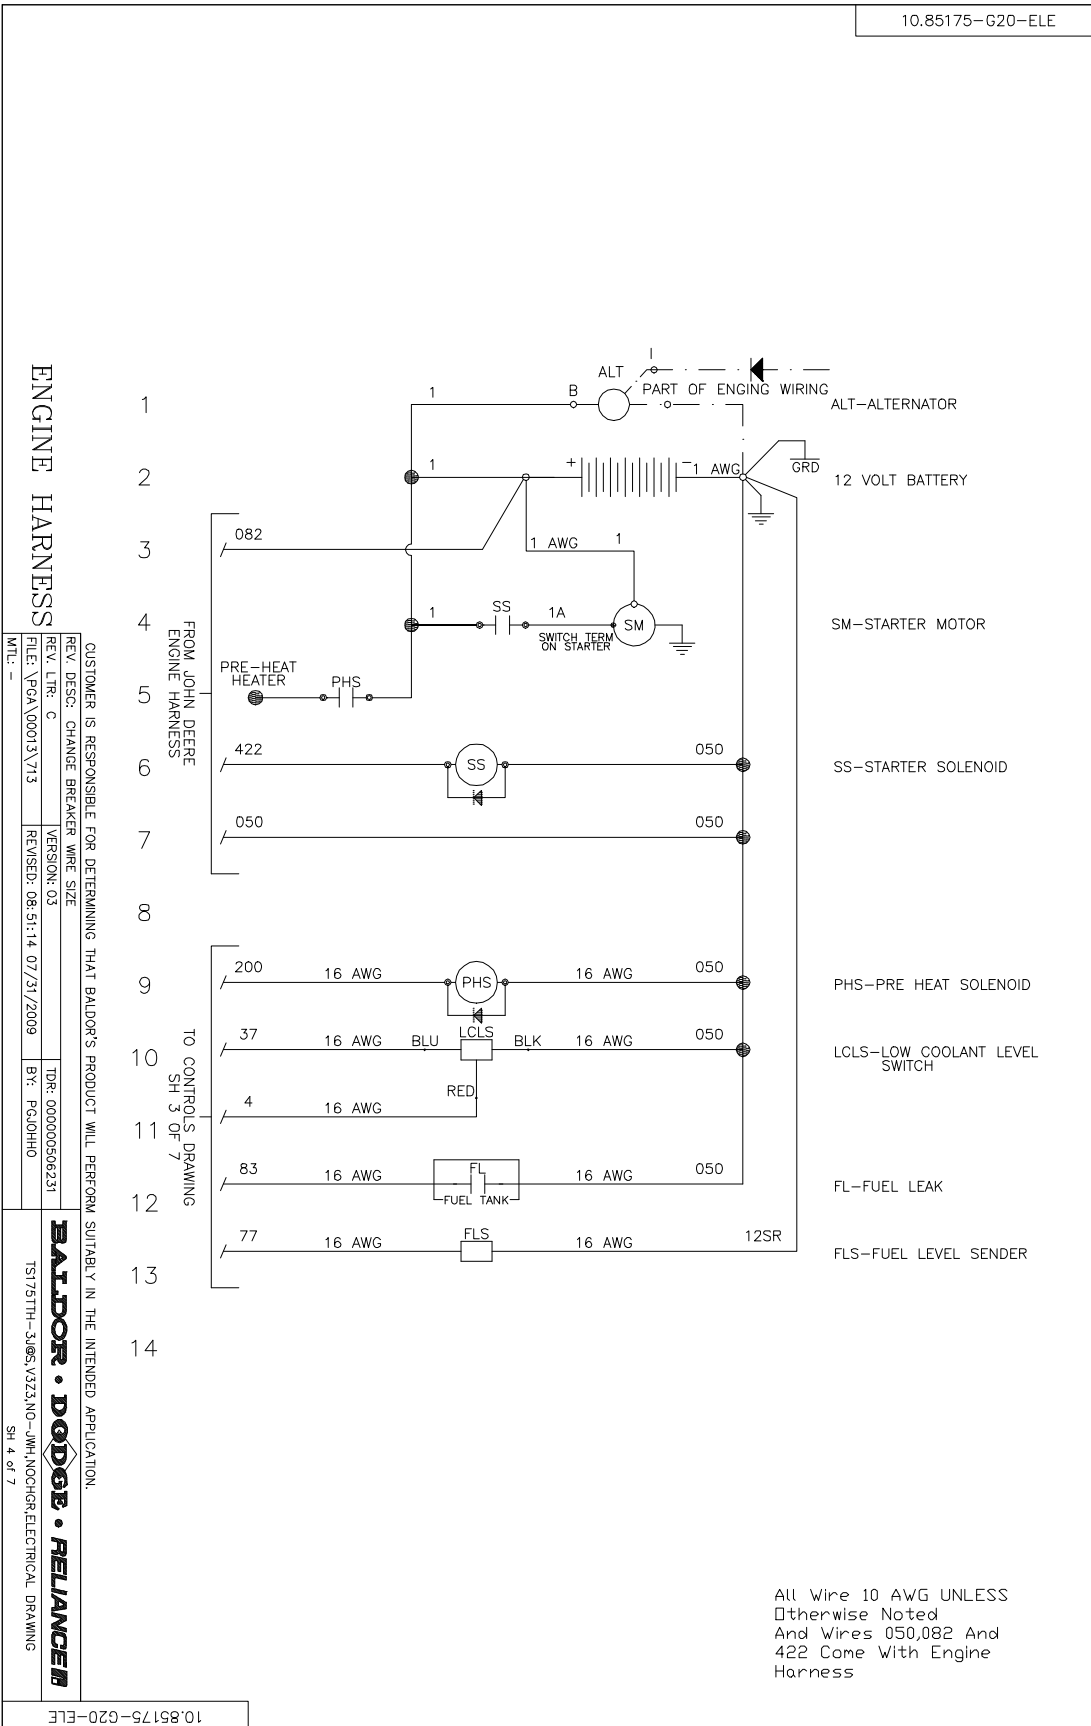 10.85175-G20-ELE
I
ALT
B
PART OF ENGING WIRING
1
1
ALT-ALTERNATOR
2
1
+
-
1 AWG
GRD
12 VOLT BATTERY
3
082
1 AWG
1
4
1
SS
1A
SWITCH TERM
ON STARTER
SM
SM-STARTER MOTOR
5
PRE-HEAT
HEATER
PHS
6
422
SS
050
SS-STARTER SOLENOID
7
050
050
8
9
200
16 AWG
PHS
16 AWG
050
PHS-PRE HEAT SOLENOID
10
37
16 AWG
BLU
LCLS
BLK
16 AWG
050
LCLS-LOW COOLANT LEVEL
SWITCH
RED
11
4
16 AWG
12
83
16 AWG
FL
FUEL TANK
16 AWG
050
FL-FUEL LEAK
13
77
16 AWG
FLS
16 AWG
12SR
FLS-FUEL LEVEL SENDER
14
FROM JOHN DEERE
ENGINE HARNESS
TO CONTROLS DRAWING
SH 3 OF 7
ENGINE HARNESS
CUSTOMER IS RESPONSIBLE FOR DETERMINING THAT BALDOR'S PRODUCT WILL PERFORM SUITABLY IN THE INTENDED APPLICATION.
REV. DESC: CHANGE BREAKER WIRE SIZE
REV. LTR: C
VERSION: 03
TDR: 000000506231
FILE: \PGA\00013\713
REVISED: 08:51:14 07/31/2009
BY: PGJOHHO
MTL: -
BALDOR • DODGE • RELIANCE
TS175TTH-3J@S,V3Z3,NO-JWH,NOCHGR,ELECTRICAL DRAWING
SH 4 of 7
All Wire 10 AWG UNLESS
Otherwise Noted
And Wires 050,082 And
422 Come With Engine
Harness
10.85175-G20-ELE